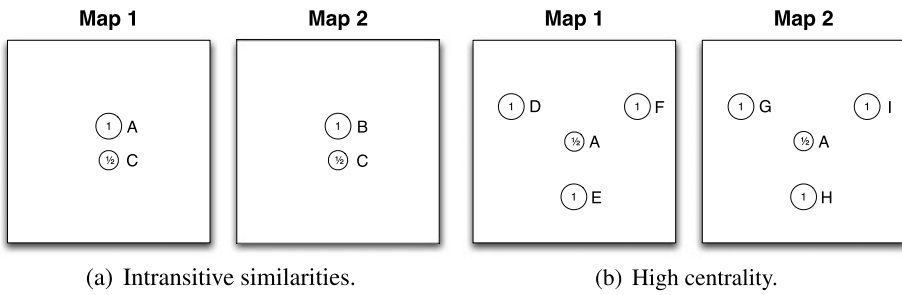 Map 1 Map 2 Map 1 Map 2
1 D 1 F 1 G 1 I
1 A 1 B
½ A ½ A
½ C ½ C
1 E 1 H
(a) Intransitive similarities. (b) High centrality.